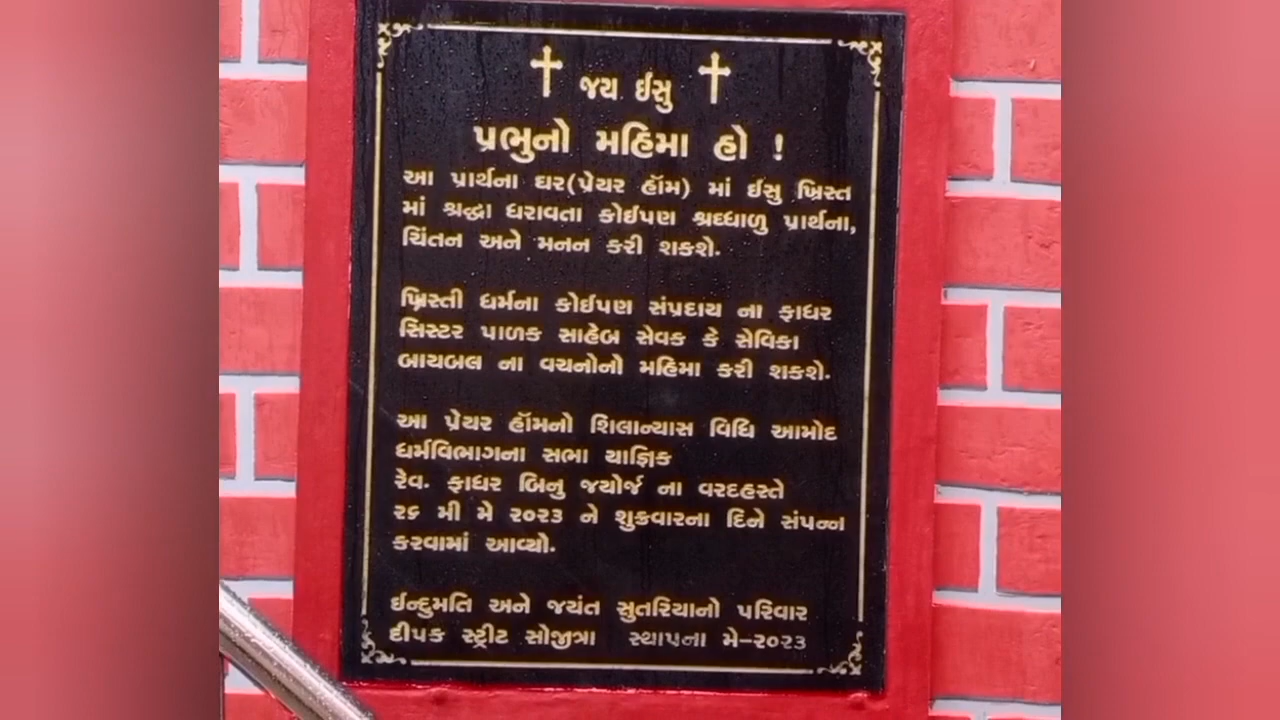 જય ઈસુ
પ્રભુનો મહિમા હો !
આ પ્રાર્થના ઘર(પ્રેયર હૉમ) માં ઈસુ ખ્રિસ્ત
માં શ્રદ્ધા ધરાવતા કોઈપણ શ્રધ્ધાળુ પ્રાર્થના,
ચિંતન અને મનન કરી શકશે.
ખ્રિસ્તી ધર્મના કોઈપણ સંપ્રદાય ના ફાધર
સિસ્ટર પાળક સાહેબ સેવક કે સેવિકા
બાયબલ ના વચનોનો મહિમા કરી શકશે.
આ પ્રેયર હૉમનો શિલાન્યાસ વિધિ આમોદ
ધર્મવિભાગના સભા યાજ્ઞિક
રેવ. ફાધર બિનુ જયોર્જ ના વરદહસ્તે
૨૬ મી મે ૨૦૨૩ ને શુક્રવારના દિને સંપન્ન
કરવામાં આવ્યો.
ઈન્દુમતિ અને જયંત સુતરિયાનો પરિવાર
દીપક સ્ટ્રીટ સોજીત્રા સ્થાપના મે-૨૦૨૩